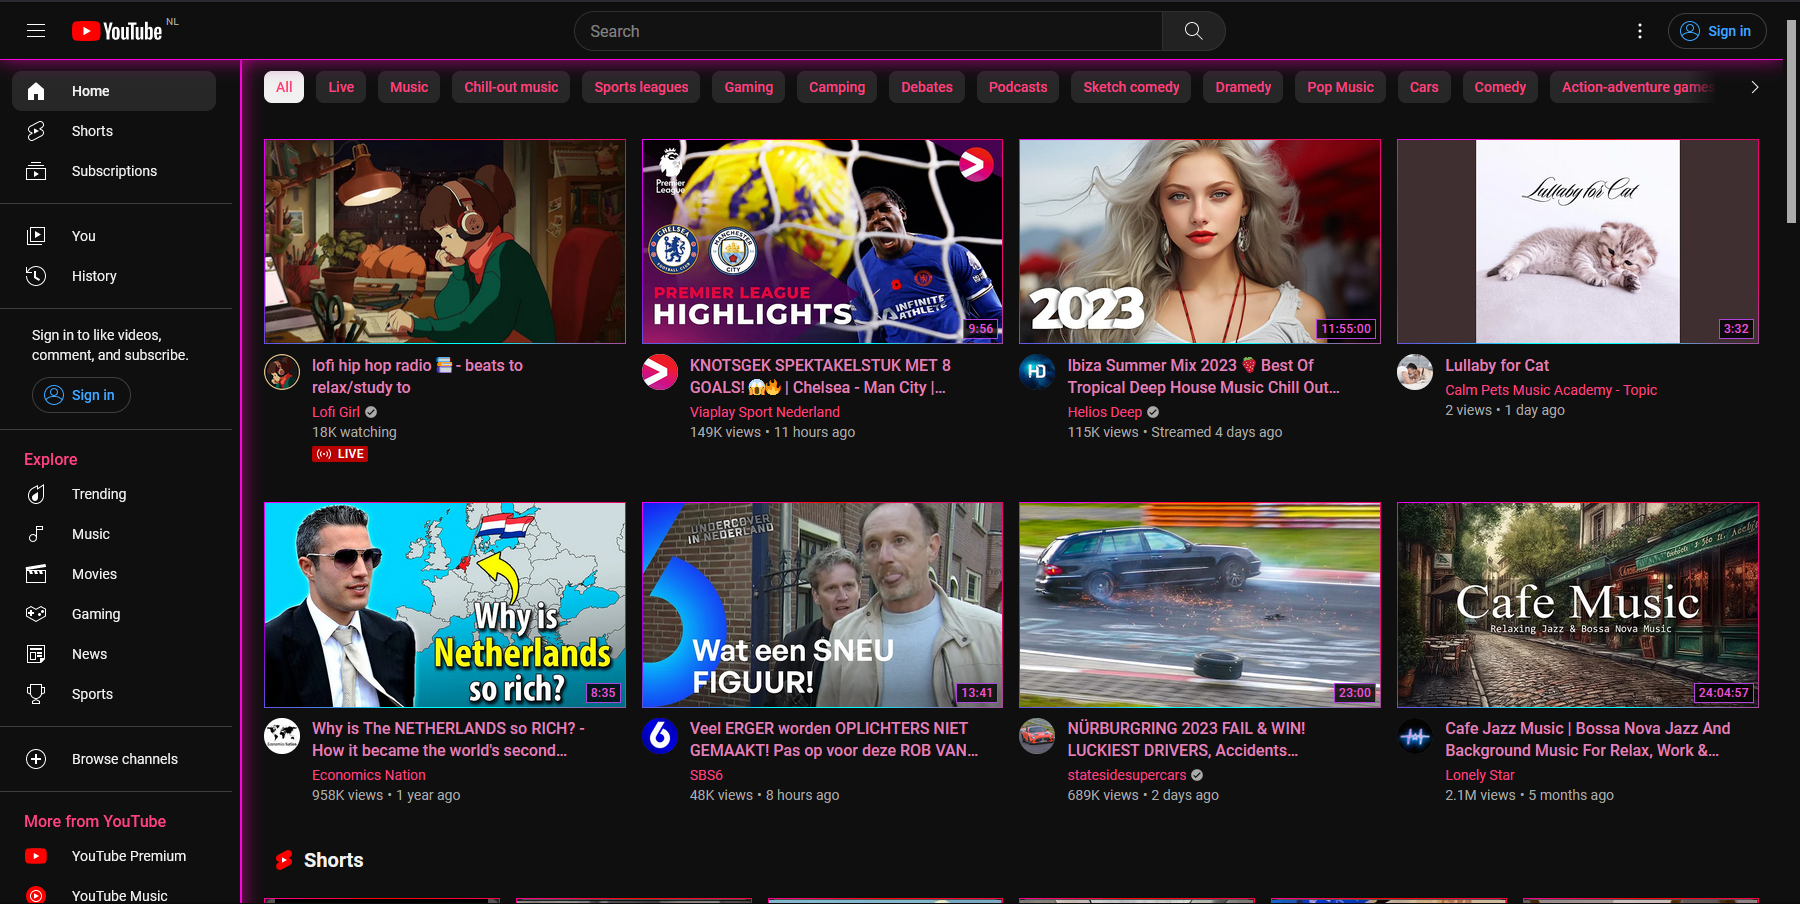 YouTube NL
Search
Sign in
Home
Shorts
Subscriptions
You
History
Sign in to like videos,
comment, and subscribe.
Sign in
Explore
Trending
Music
Movies
Gaming
News
Sports
Browse channels
More from YouTube
YouTube Premium
YouTube Music
All
Live
Music
Chill-out music
Sports leagues
Gaming
Camping
Debates
Podcasts
Sketch comedy
Dramedy
Pop Music
Cars
Comedy
Action-adventure games
lofi hip hop radio 📚 - beats to
relax/study to
Lofi Girl
18K watching
LIVE
Premier
League
CHELSEA
FOOTBALL CLUB
MANCHESTER
CITY
INFINITE
ATHLETE
PREMIER LEAGUE
HIGHLIGHTS
9:56
KNOTSGEK SPEKTAKELSTUK MET 8
GOALS! 😱🔥 | Chelsea - Man City |...
Viaplay Sport Nederland
149K views • 11 hours ago
2023
11:55:00
HD
Ibiza Summer Mix 2023 🍓 Best Of
Tropical Deep House Music Chill Out...
Helios Deep
115K views • Streamed 4 days ago
Lullaby for Cat
3:32
Lullaby for Cat
Calm Pets Music Academy - Topic
2 views • 1 day ago
Why is
Netherlands
so rich?
8:35
Economics Nation
Why is The NETHERLANDS so RICH? -
How it became the world's second...
Economics Nation
958K views • 1 year ago
UNDERCOVER
IN NEDERLAND
Wat een SNEU
FIGUUR!
13:41
6
Veel ERGER worden OPLICHTERS NIET
GEMAAKT! Pas op voor deze ROB VAN...
SBS6
48K views • 8 hours ago
23:00
NÜRBURGRING 2023 FAIL & WIN!
LUCKIEST DRIVERS, Accidents...
statesidesupercars
689K views • 2 days ago
Cafe Music
Relaxing Jazz & Bossa Nova Music
24:04:57
Cafe Jazz Music | Bossa Nova Jazz And
Background Music For Relax, Work &...
Lonely Star
2.1M views • 5 months ago
Shorts